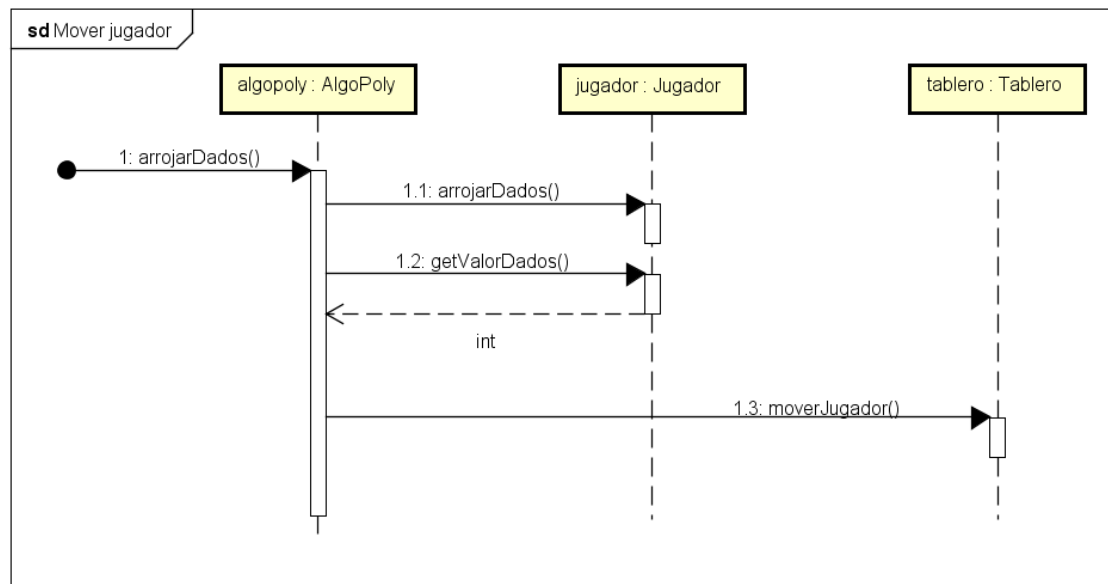 sd Mover jugador
algopoly : AlgoPoly
jugador : Jugador
tablero : Tablero
1: arrojarDados()
1.1: arrojarDados()
1.2: getValorDados()
int
1.3: moverJugador()